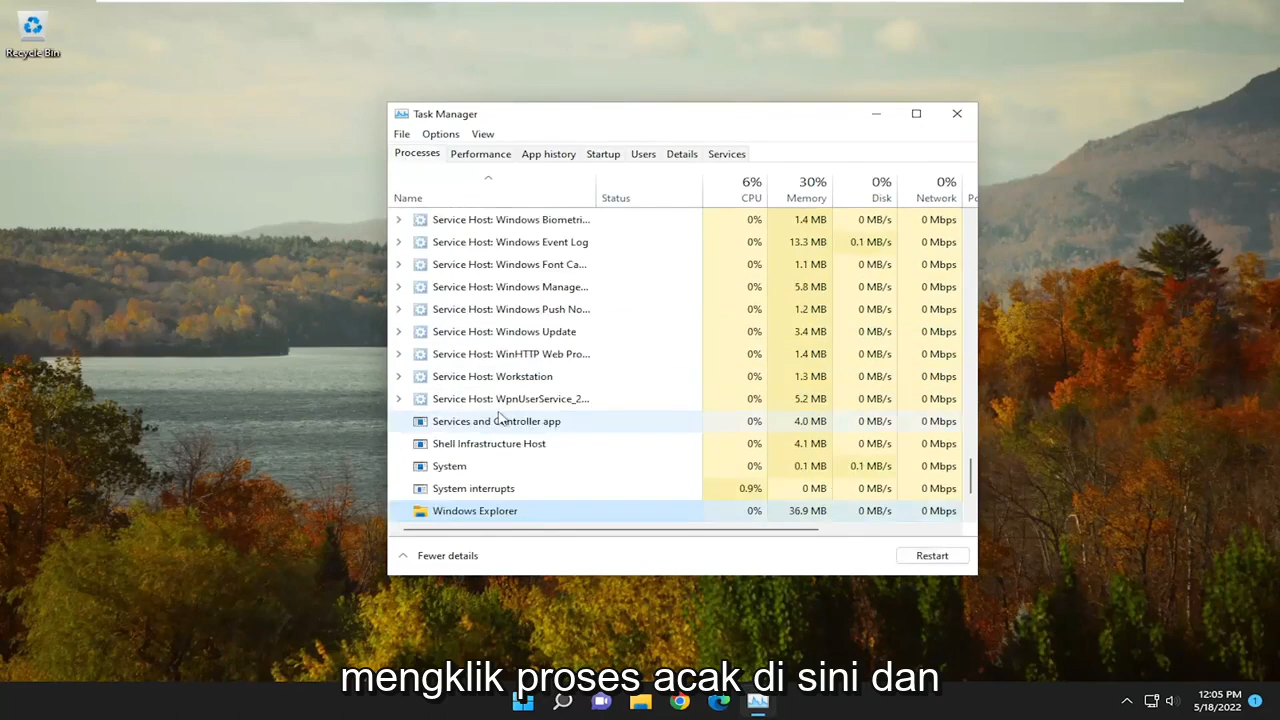 Recycle Bin
Task Manager
File Options View
Processes Performance App history Startup Users Details Services
6% 30% 0% 0%
Name Status CPU Memory Disk Network Po
Service Host: Windows Biometri... 0% 1.4 MB 0 MB/s 0 Mbps
Service Host: Windows Event Log 0% 13.3 MB 0.1 MB/s 0 Mbps
Service Host: Windows Font Ca... 0% 1.1 MB 0 MB/s 0 Mbps
Service Host: Windows Manage... 0% 5.8 MB 0 MB/s 0 Mbps
Service Host: Windows Push No... 0% 1.2 MB 0 MB/s 0 Mbps
Service Host: Windows Update 0% 3.4 MB 0 MB/s 0 Mbps
Service Host: WinHTTP Web Pro... 0% 1.4 MB 0 MB/s 0 Mbps
Service Host: Workstation 0% 1.3 MB 0 MB/s 0 Mbps
Service Host: WpnUserService_2... 0% 5.2 MB 0 MB/s 0 Mbps
Services and Controller app 0% 4.0 MB 0 MB/s 0 Mbps
Shell Infrastructure Host 0% 4.1 MB 0 MB/s 0 Mbps
System 0% 0.1 MB 0.1 MB/s 0 Mbps
System interrupts 0.9% 0 MB 0 MB/s 0 Mbps
Windows Explorer 0% 36.9 MB 0 MB/s 0 Mbps
Fewer details Restart
mengklik proses acak di sini dan
12:05 PM
5/18/2022
1